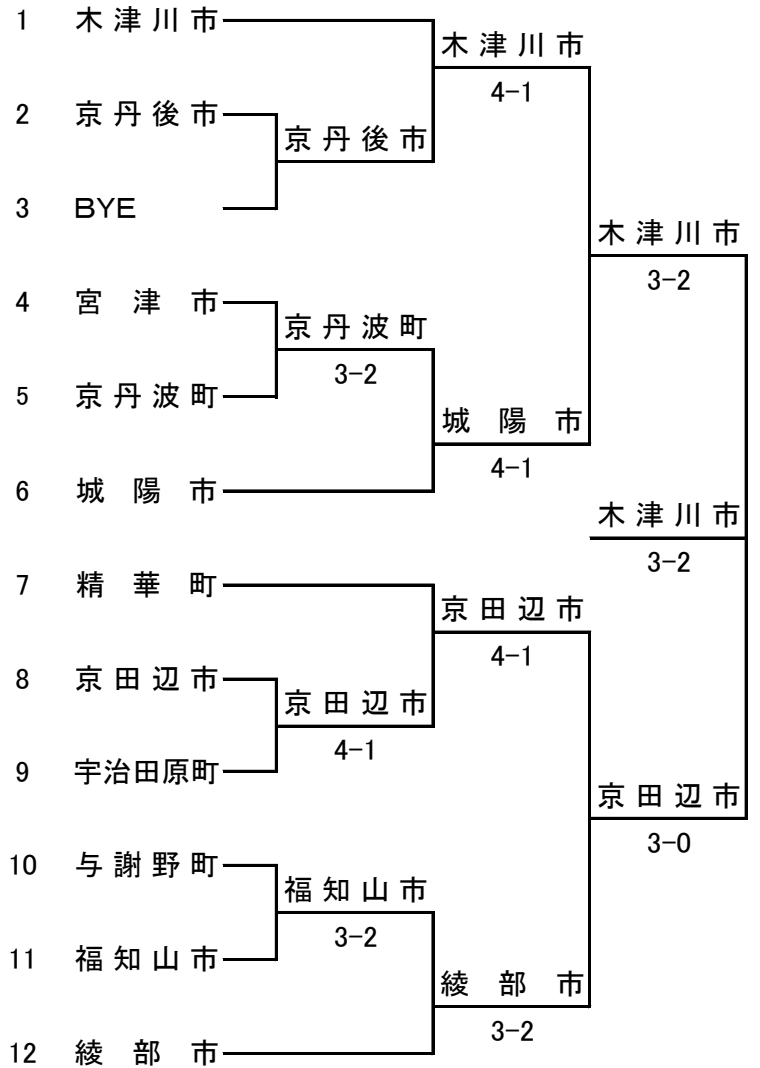 1 木津川市
木津川市
4-1
2 京丹後市
京丹後市
3 BYE
木津川市
3-2
4 宮津市
京丹波町
3-2
5 京丹波町
城陽市
4-1
6 城陽市
木津川市
3-2
7 精華町
京田辺市
4-1
8 京田辺市
京田辺市
4-1
9 宇治田原町
京田辺市
3-0
10 与謝野町
福知山市
3-2
11 福知山市
綾部市
3-2
12 綾部市